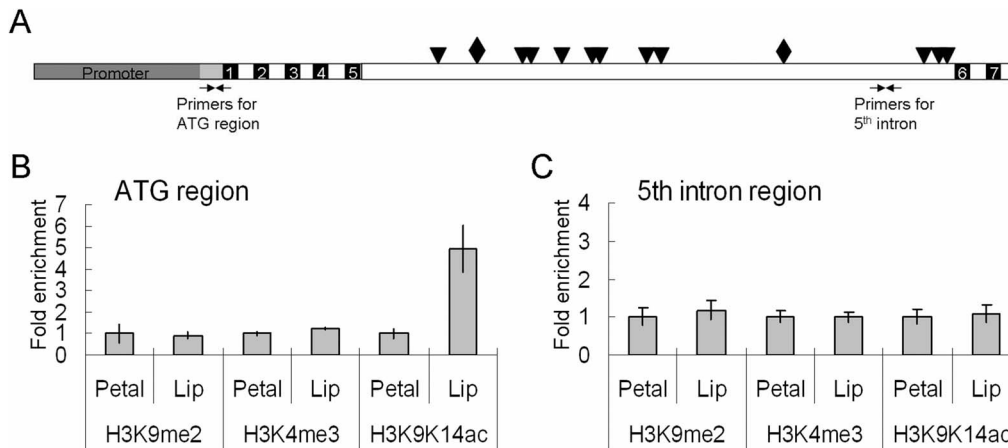 A
Promoter 1 2 3 4 5 6 7
Primers for
ATG region
Primers for
5th intron
B
ATG region
Fold enrichment
7
6
5
4
3
2
1
0
Petal Lip Petal Lip Petal Lip
H3K9me2 H3K4me3 H3K9K14ac
C
5th intron region
Fold enrichment
4
3
2
1
0
Petal Lip Petal Lip Petal Lip
H3K9me2 H3K4me3 H3K9K14ac